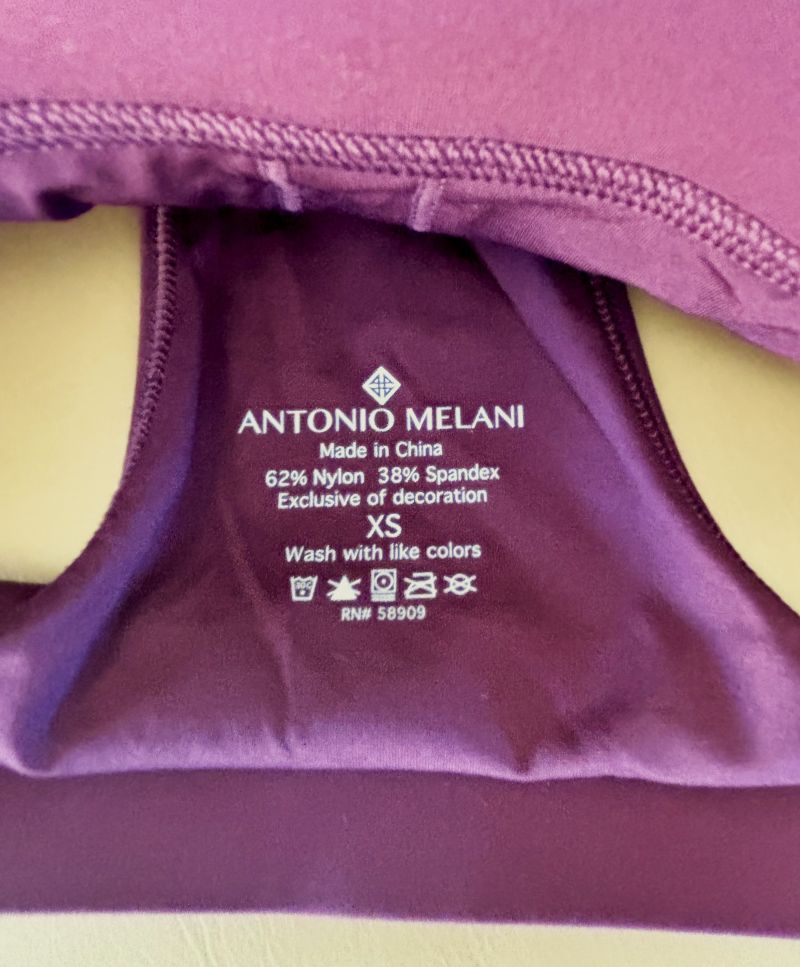 ANTONIO MELANI
Made in China
62% Nylon 38% Spandex
Exclusive of decoration
XS
Wash with like colors
30C
RN# 58909